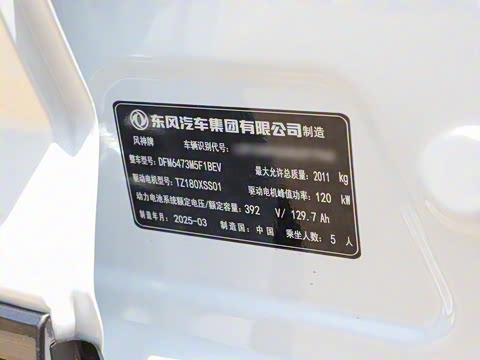 东风汽车集团有限公司制造
风神牌 车辆识别代号:
整车型号: DFM6473M5F1BEV 最大允许总质量: 2011 kg
驱动电机型号: TZ180XSS01 驱动电机峰值功率: 120 kW
动力电池系统额定电压/额定容量: 392 V/ 129.7 Ah
制造年月: 2025-03 制造国: 中国 乘坐人数: 5 人